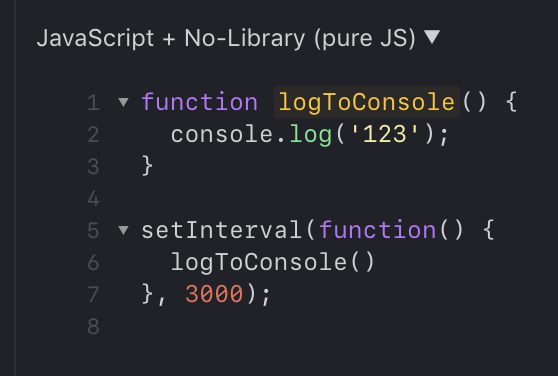 JavaScript + No-Library (pure JS) ▼
1 ▼ function logToConsole() {
2   console.log('123');
3 }
4
5 ▼ setInterval(function() {
6   logToConsole()
7 }, 3000);
8